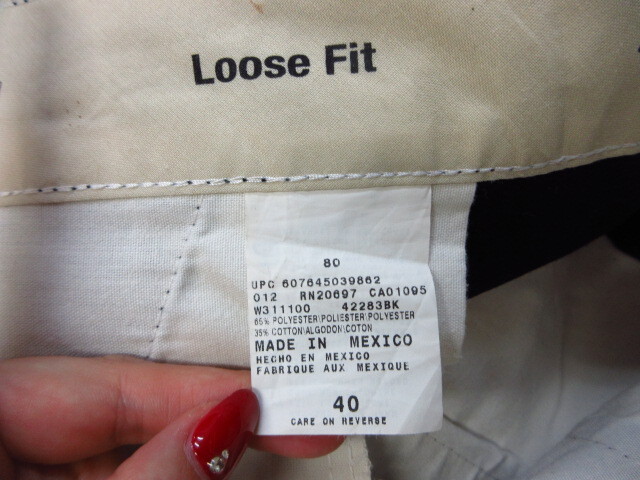 Loose Fit
80
UPC 607645039862
012 RN20697 CA01095
W311100 42283BK
65% POLYESTER\POLIESTER\POLYESTER
35% COTTON\ALGODON\COTON
MADE IN MEXICO
HECHO EN MEXICO
FABRIQUE AUX MEXIQUE
40
CARE ON REVERSE